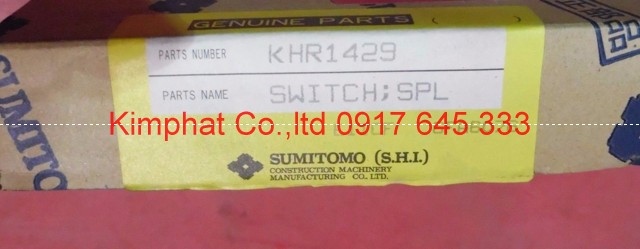 GENUINE PARTS ( )
PARTS NUMBER KHR1429
PARTS NAME SWITCH;SPL
Kimphat Co.,ltd 0917 645 333
SUMITOMO (S.H.I.)
CONSTRUCTION MACHINERY
MANUFACTURING CO., LTD.
SUMITO